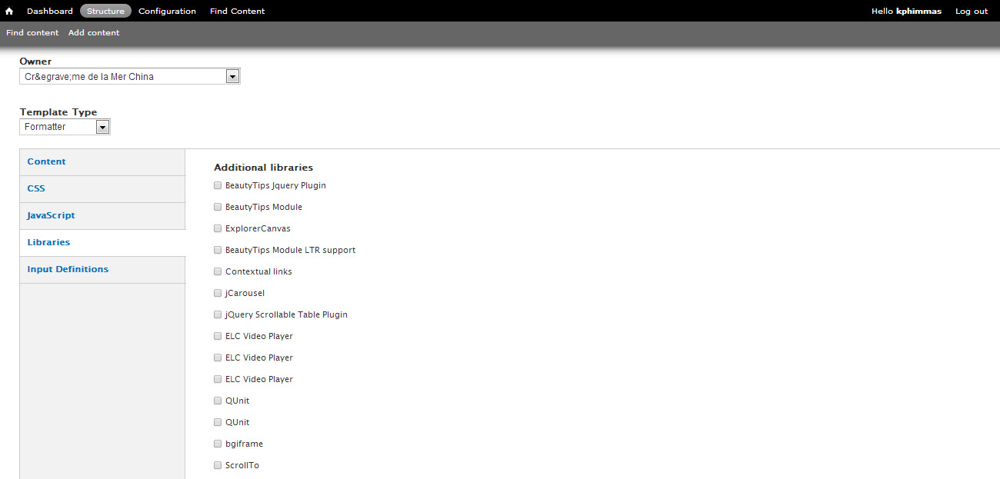 Dashboard Structure Configuration Find Content Hello kphimmas Log out
Find content Add content
Owner
Cr&egrave;me de la Mer China
Template Type
Formatter
Content
CSS
JavaScript
Libraries
Input Definitions
Additional libraries
BeautyTips Jquery Plugin
BeautyTips Module
ExplorerCanvas
BeautyTips Module LTR support
Contextual links
jCarousel
jQuery Scrollable Table Plugin
ELC Video Player
ELC Video Player
ELC Video Player
QUnit
QUnit
bgiframe
ScrollTo